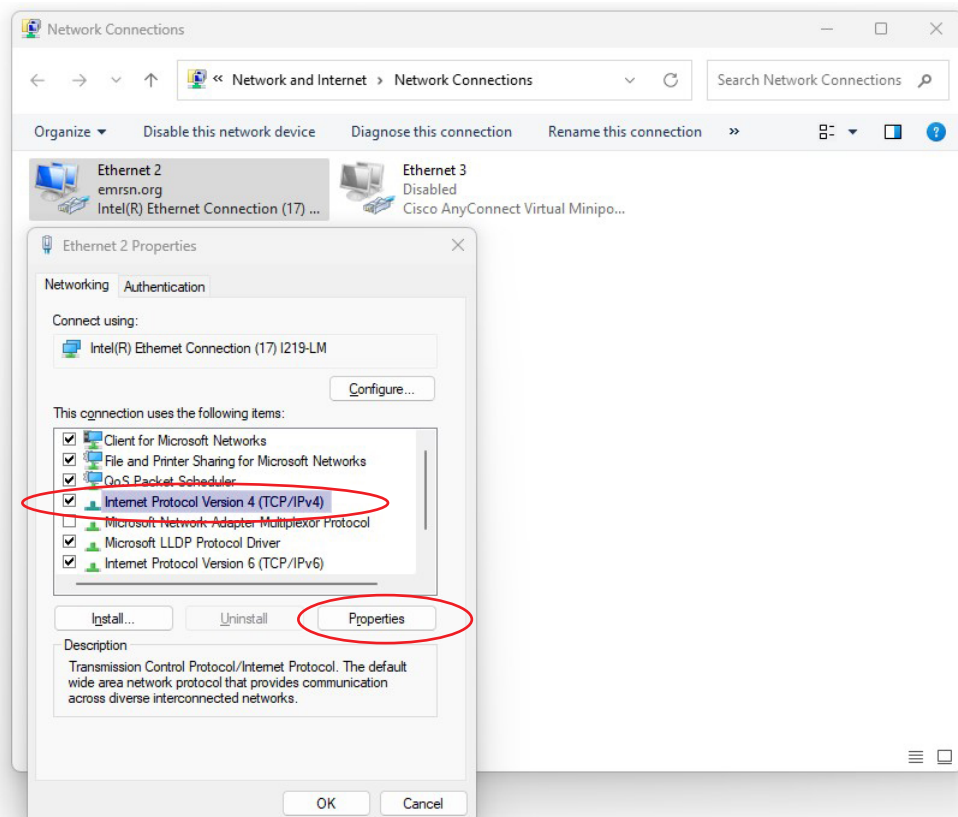 Network Connections
« Network and Internet › Network Connections
Search Network Connections
Organize
Disable this network device
Diagnose this connection
Rename this connection
»
?
Ethernet 2
emrsn.org
Intel(R) Ethernet Connection (17) ...
Ethernet 3
Disabled
Cisco AnyConnect Virtual Minipo...
Ethernet 2 Properties
Networking
Authentication
Connect using:
Intel(R) Ethernet Connection (17) I219-LM
Configure...
This connection uses the following items:
Client for Microsoft Networks
File and Printer Sharing for Microsoft Networks
QoS Packet Scheduler
Internet Protocol Version 4 (TCP/IPv4)
Microsoft Network Adapter Multiplexor Protocol
Microsoft LLDP Protocol Driver
Internet Protocol Version 6 (TCP/IPv6)
Install...
Uninstall
Properties
Description
Transmission Control Protocol/Internet Protocol. The default
wide area network protocol that provides communication
across diverse interconnected networks.
OK
Cancel